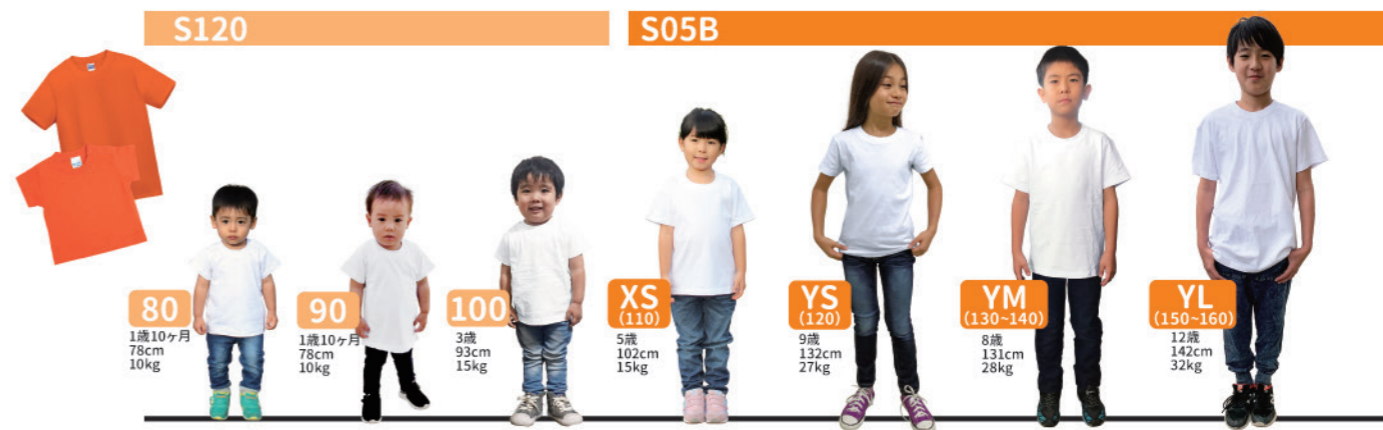 S120
S05B
80
1歳10ヶ月
78cm
10kg
90
1歳10ヶ月
78cm
10kg
100
3歳
93cm
15kg
XS
(110)
5歳
102cm
15kg
YS
(120)
9歳
132cm
27kg
YM
(130~140)
8歳
131cm
28kg
YL
(150~160)
12歳
142cm
32kg